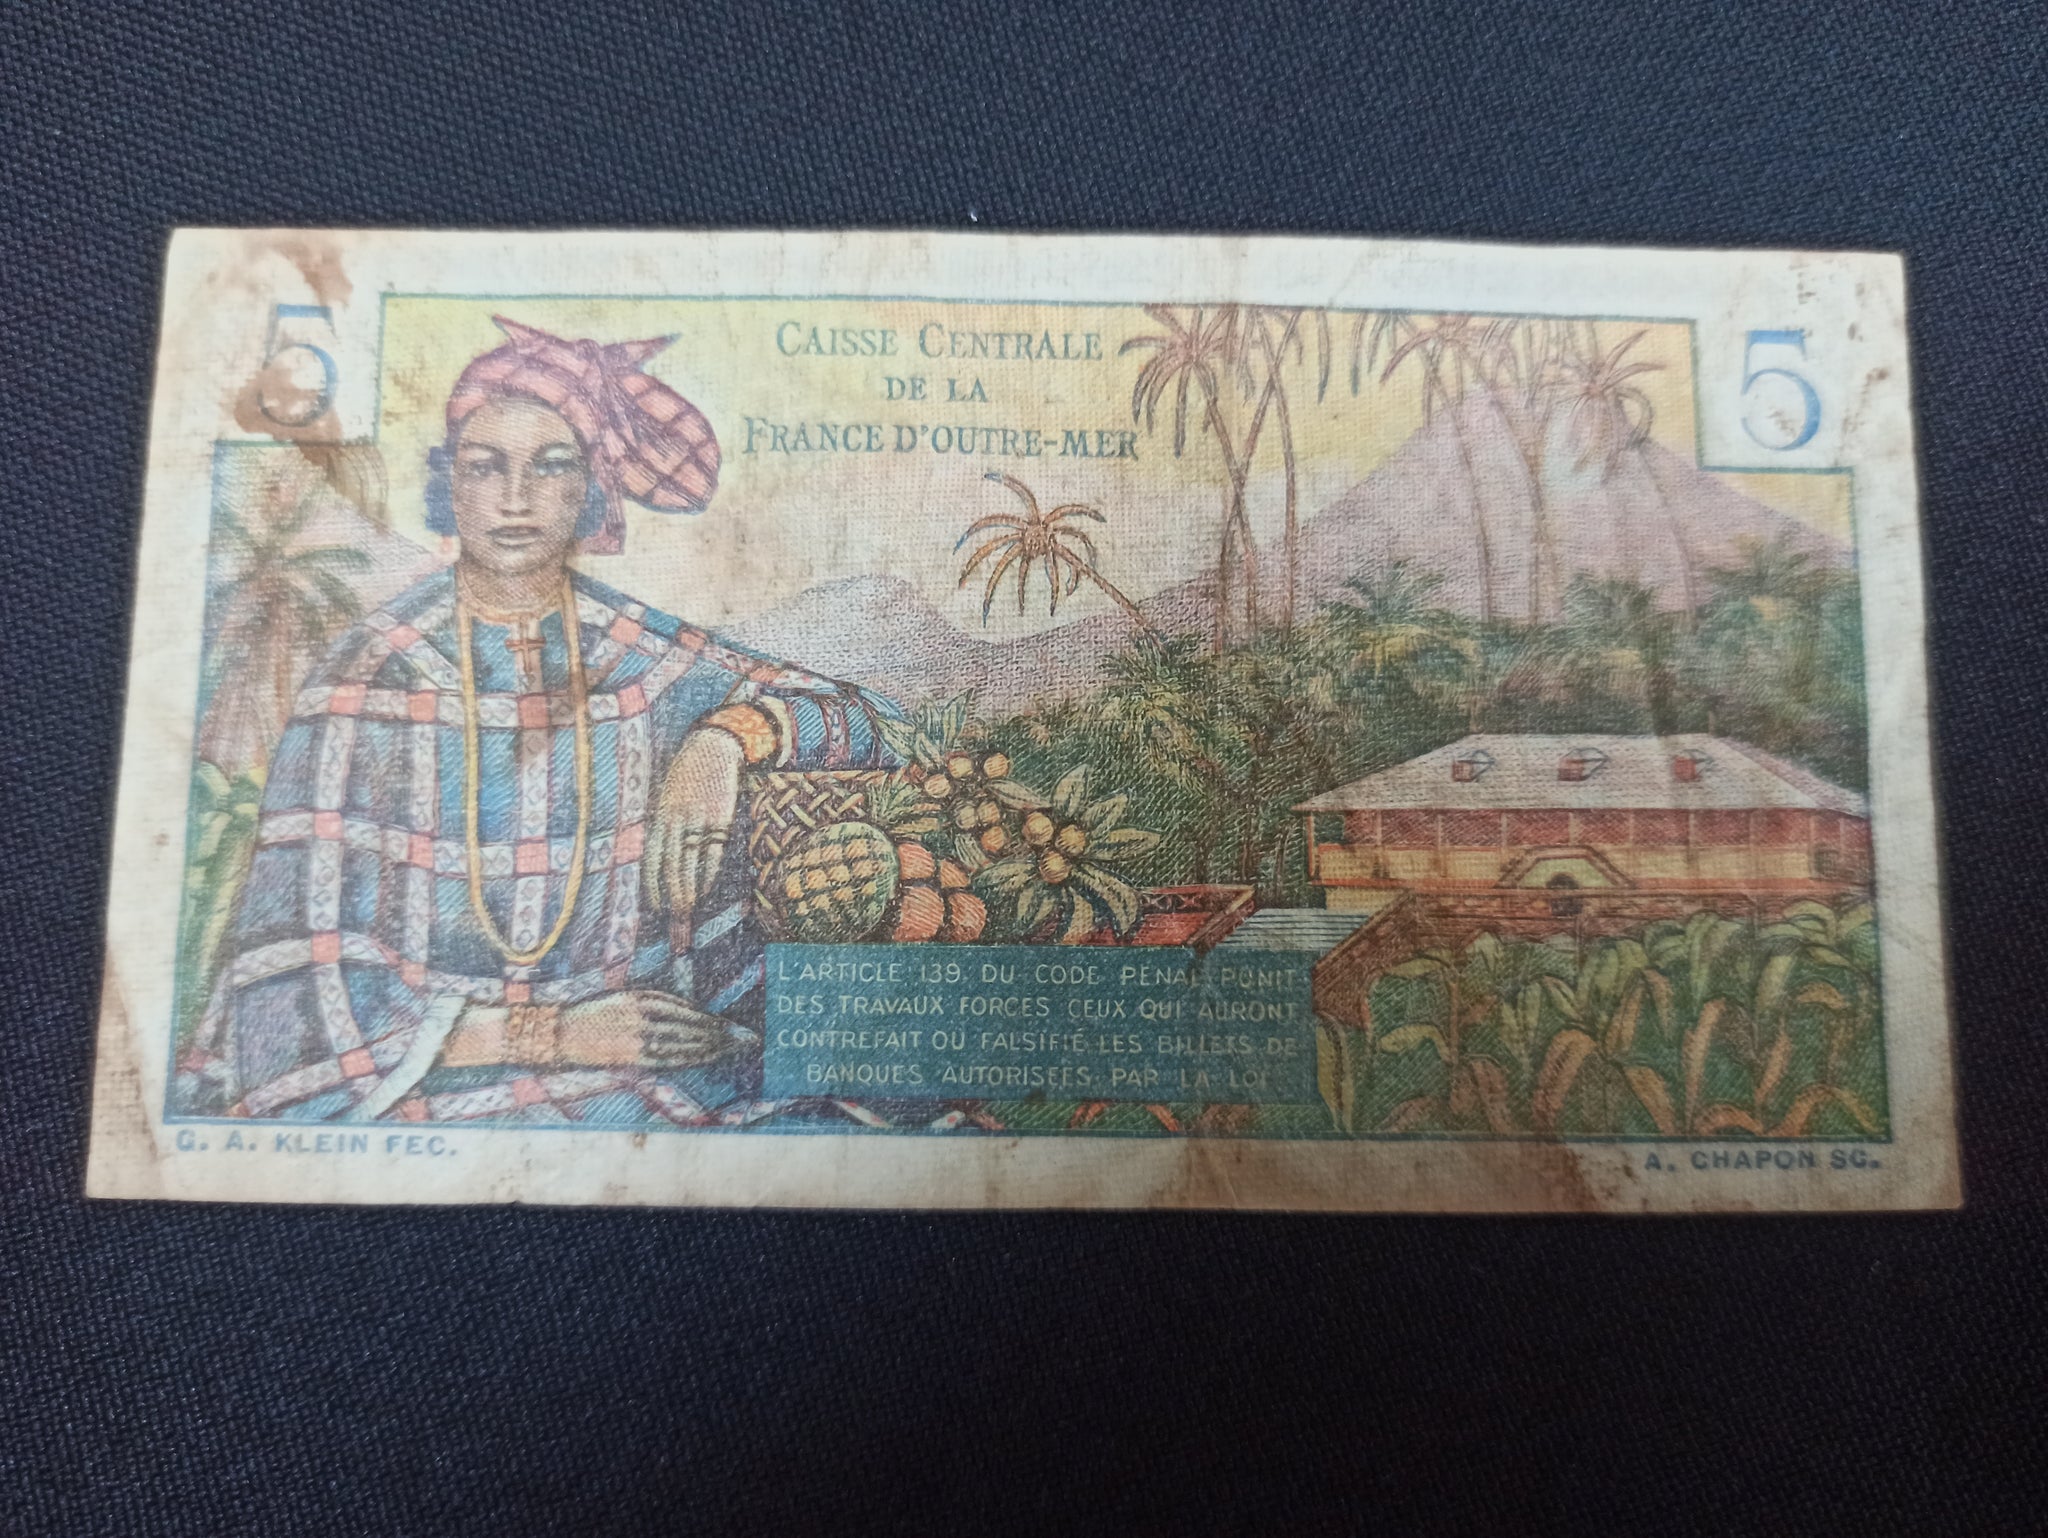 5
CAISSE CENTRALE
DE LA
FRANCE D'OUTRE-MER
5
L'ARTICLE 139 DU CODE PENAL PUNIT
DES TRAVAUX FORCES CEUX QUI AURONT
CONTREFAIT OU FALSIFIÉ LES BILLETS DE
BANQUES AUTORISEES PAR LA LOI
G. A. KLEIN FEC.
A. CHAPON SC.